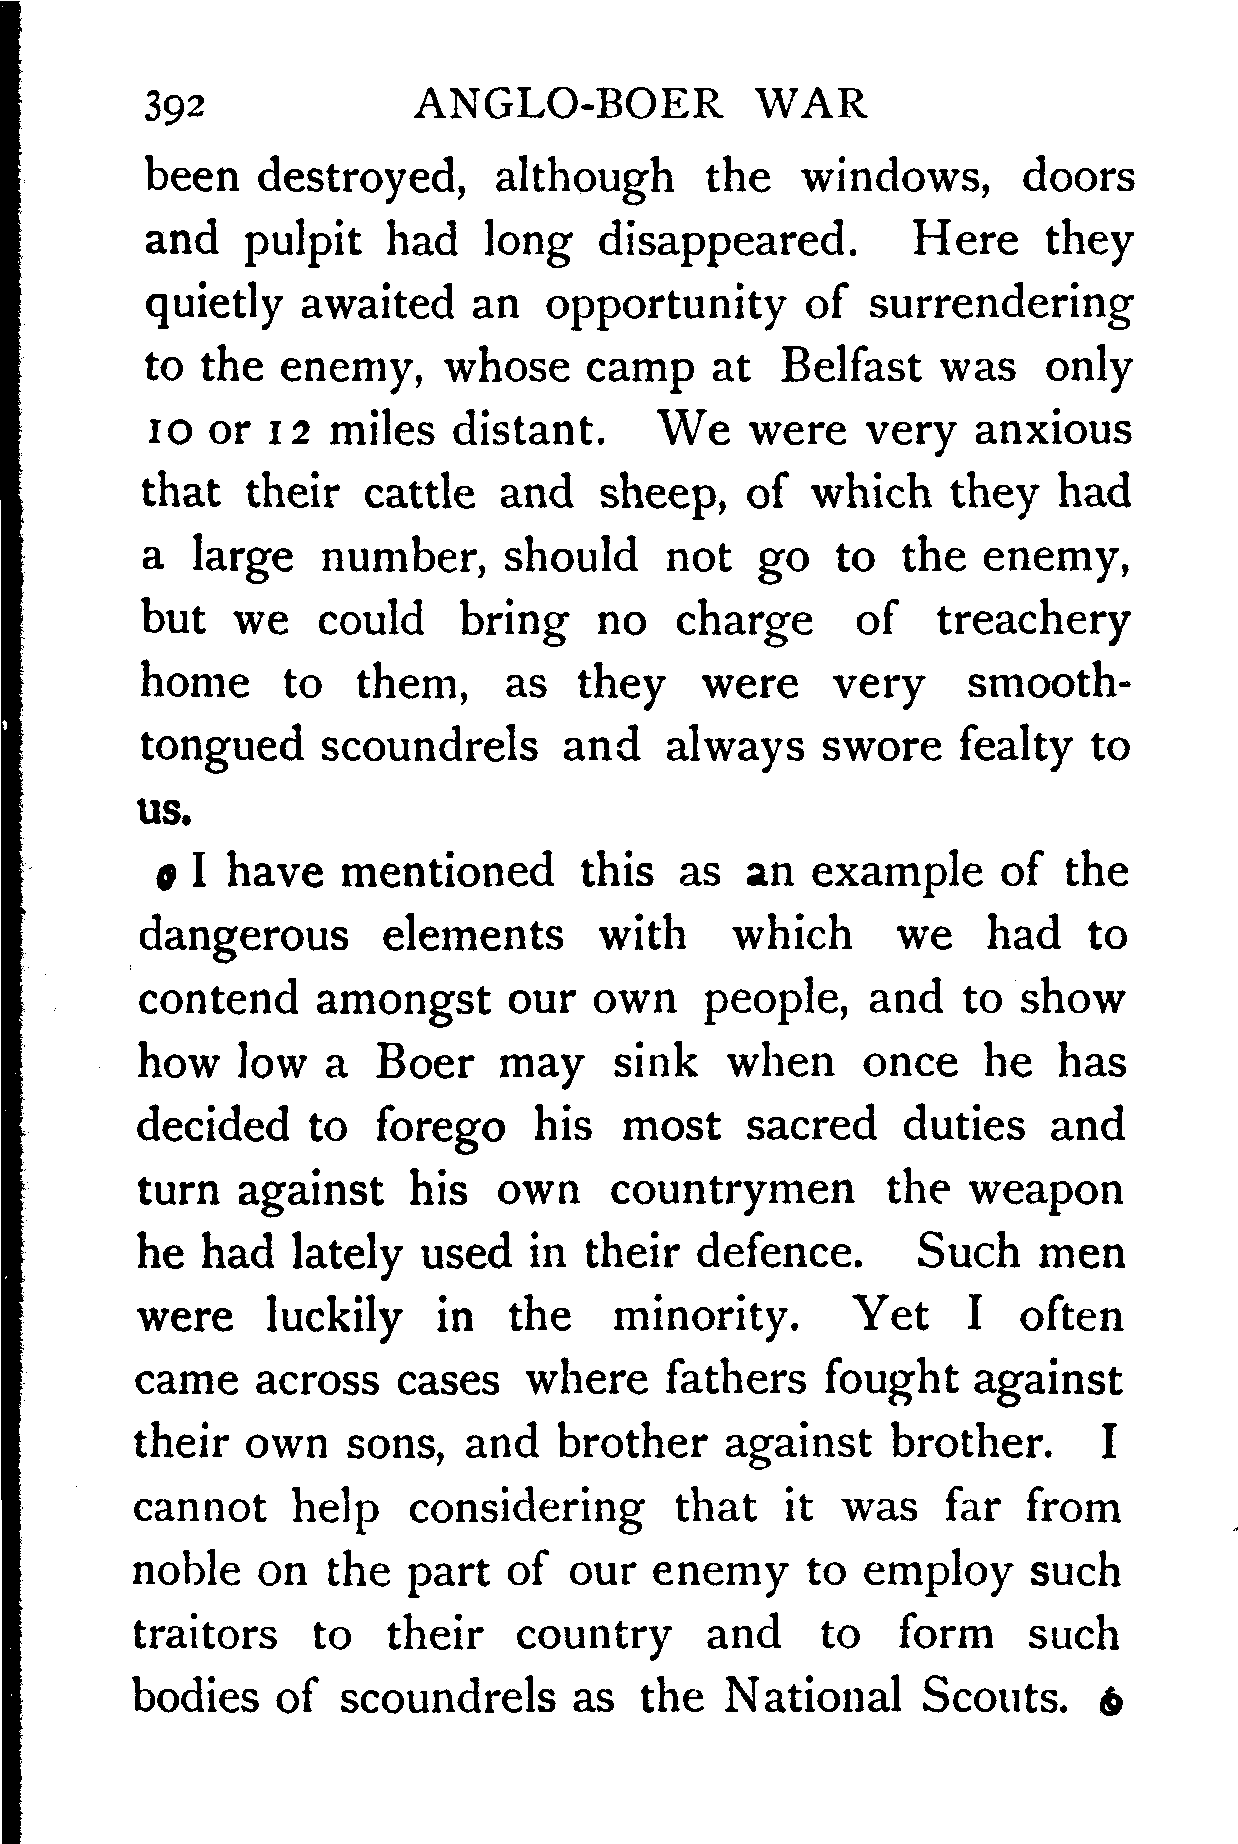 392 ANGLO-BOER WAR
been destroyed, although the windows, doors
and pulpit had long disappeared. Here they
quietly awaited an opportunity of surrendering
to the enemy, whose camp at Belfast was only
10 or 12 miles distant. We were very anxious
that their cattle and sheep, of which they had
a large number, should not go to the enemy,
but we could bring no charge of treachery
home to them, as they were very smooth-
tongued scoundrels and always swore fealty to
us.
I have mentioned this as an example of the
dangerous elements with which we had to
contend amongst our own people, and to show
how low a Boer may sink when once he has
decided to forego his most sacred duties and
turn against his own countrymen the weapon
he had lately used in their defence. Such men
were luckily in the minority. Yet I often
came across cases where fathers fought against
their own sons, and brother against brother. I
cannot help considering that it was far from
noble on the part of our enemy to employ such
traitors to their country and to form such
bodies of scoundrels as the National Scouts.